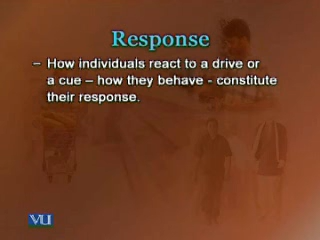 Response
– How individuals react to a drive or
a cue – how they behave - constitute
their response.
VU